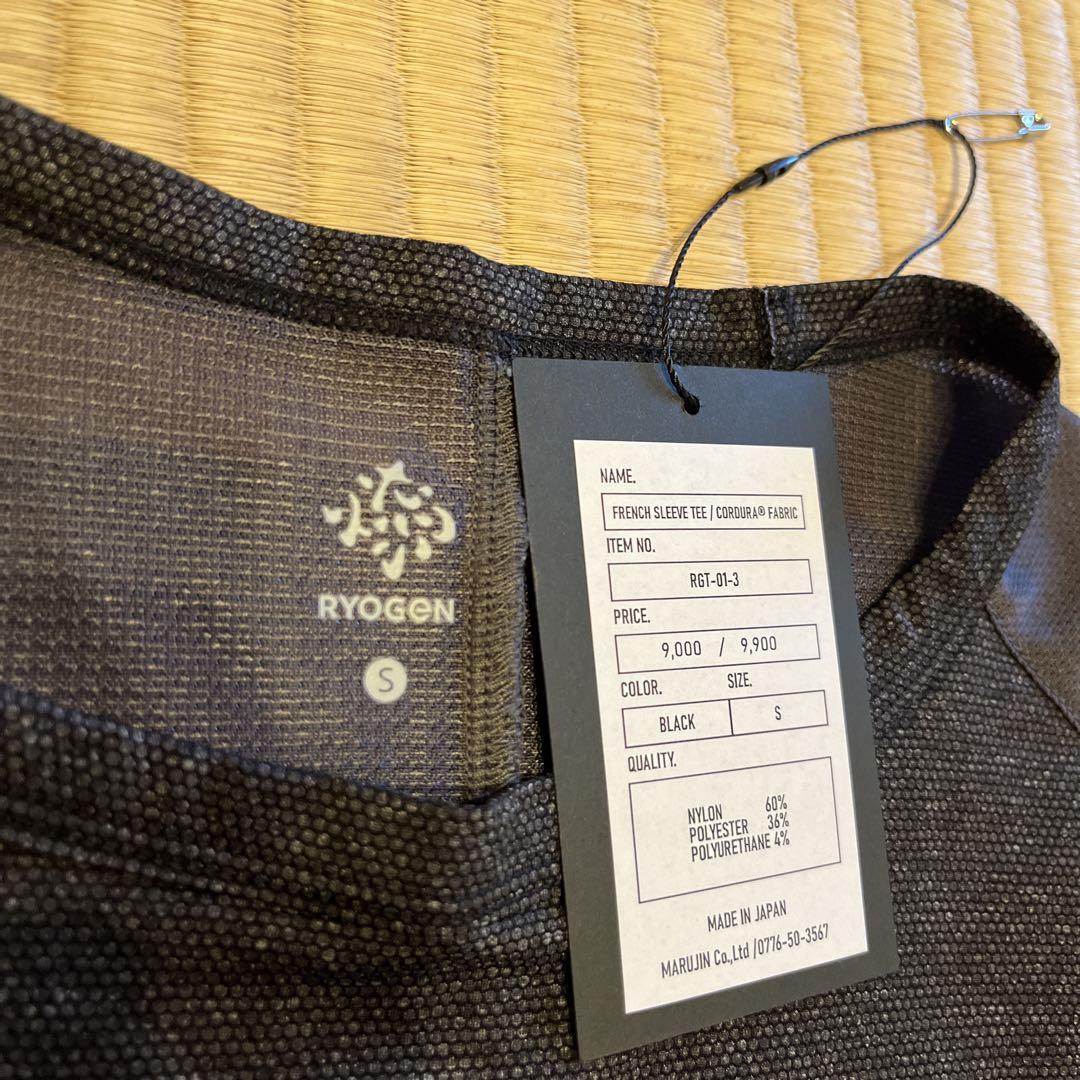 RYOGEN
S
NAME.
FRENCH SLEEVE TEE / CORDURA® FABRIC
ITEM NO.
RGT-01-3
PRICE.
9,000 / 9,900
COLOR. SIZE.
BLACK S
QUALITY.
NYLON 60%
POLYESTER 36%
POLYURETHANE 4%
MADE IN JAPAN
MARUJIN Co.,Ltd /0776-50-3567